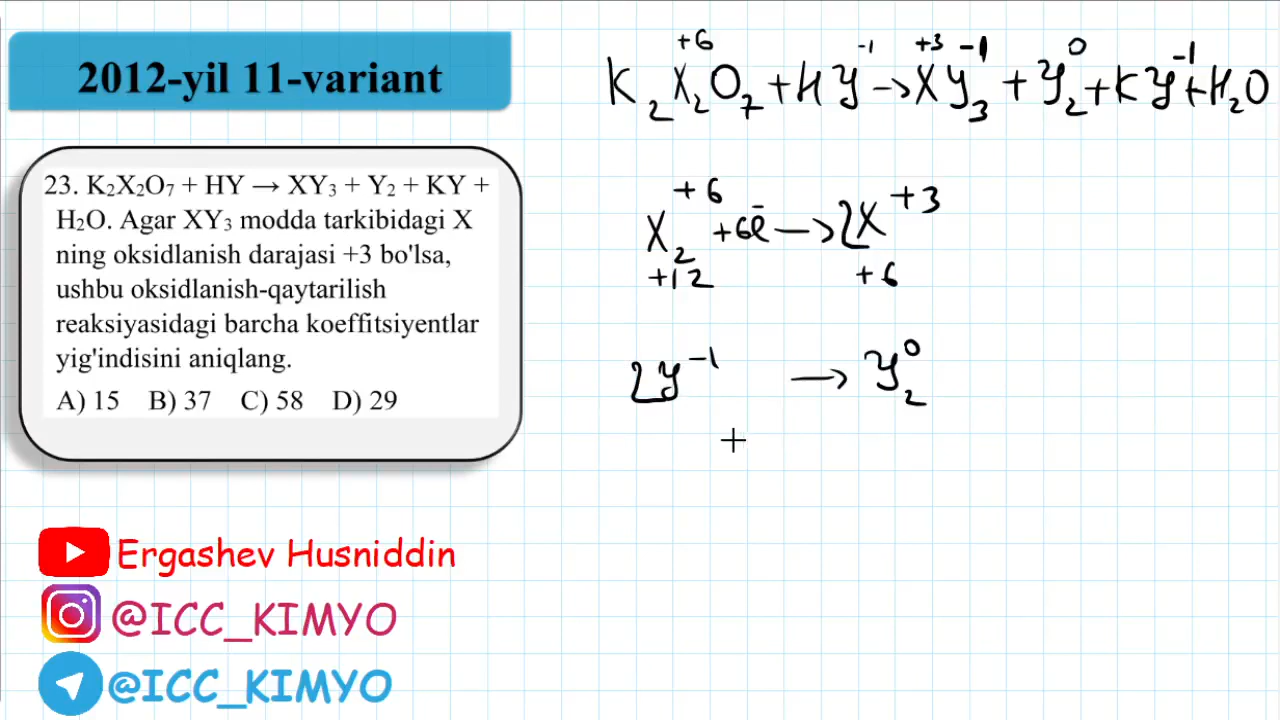 2012-yil 11-variant
23. K₂X₂O₇ + HY → XY₃ + Y₂ + KY +
H₂O. Agar XY₃ modda tarkibidagi X
ning oksidlanish darajasi +3 bo'lsa,
ushbu oksidlanish-qaytarilish
reaksiyasidagi barcha koeffitsiyentlar
yig'indisini aniqlang.
A) 15 B) 37 C) 58 D) 29
Ergashev Husniddin
@ICC_KIMYO
@ICC_KIMYO
+6 -1 +3 -1 0 -1
K₂X₂O₇ + HY → XY₃ + Y₂ + KY + H₂O
+6 +3
X₂ +6ē → 2X
+12 +6
-1 0
2Y → Y₂
+